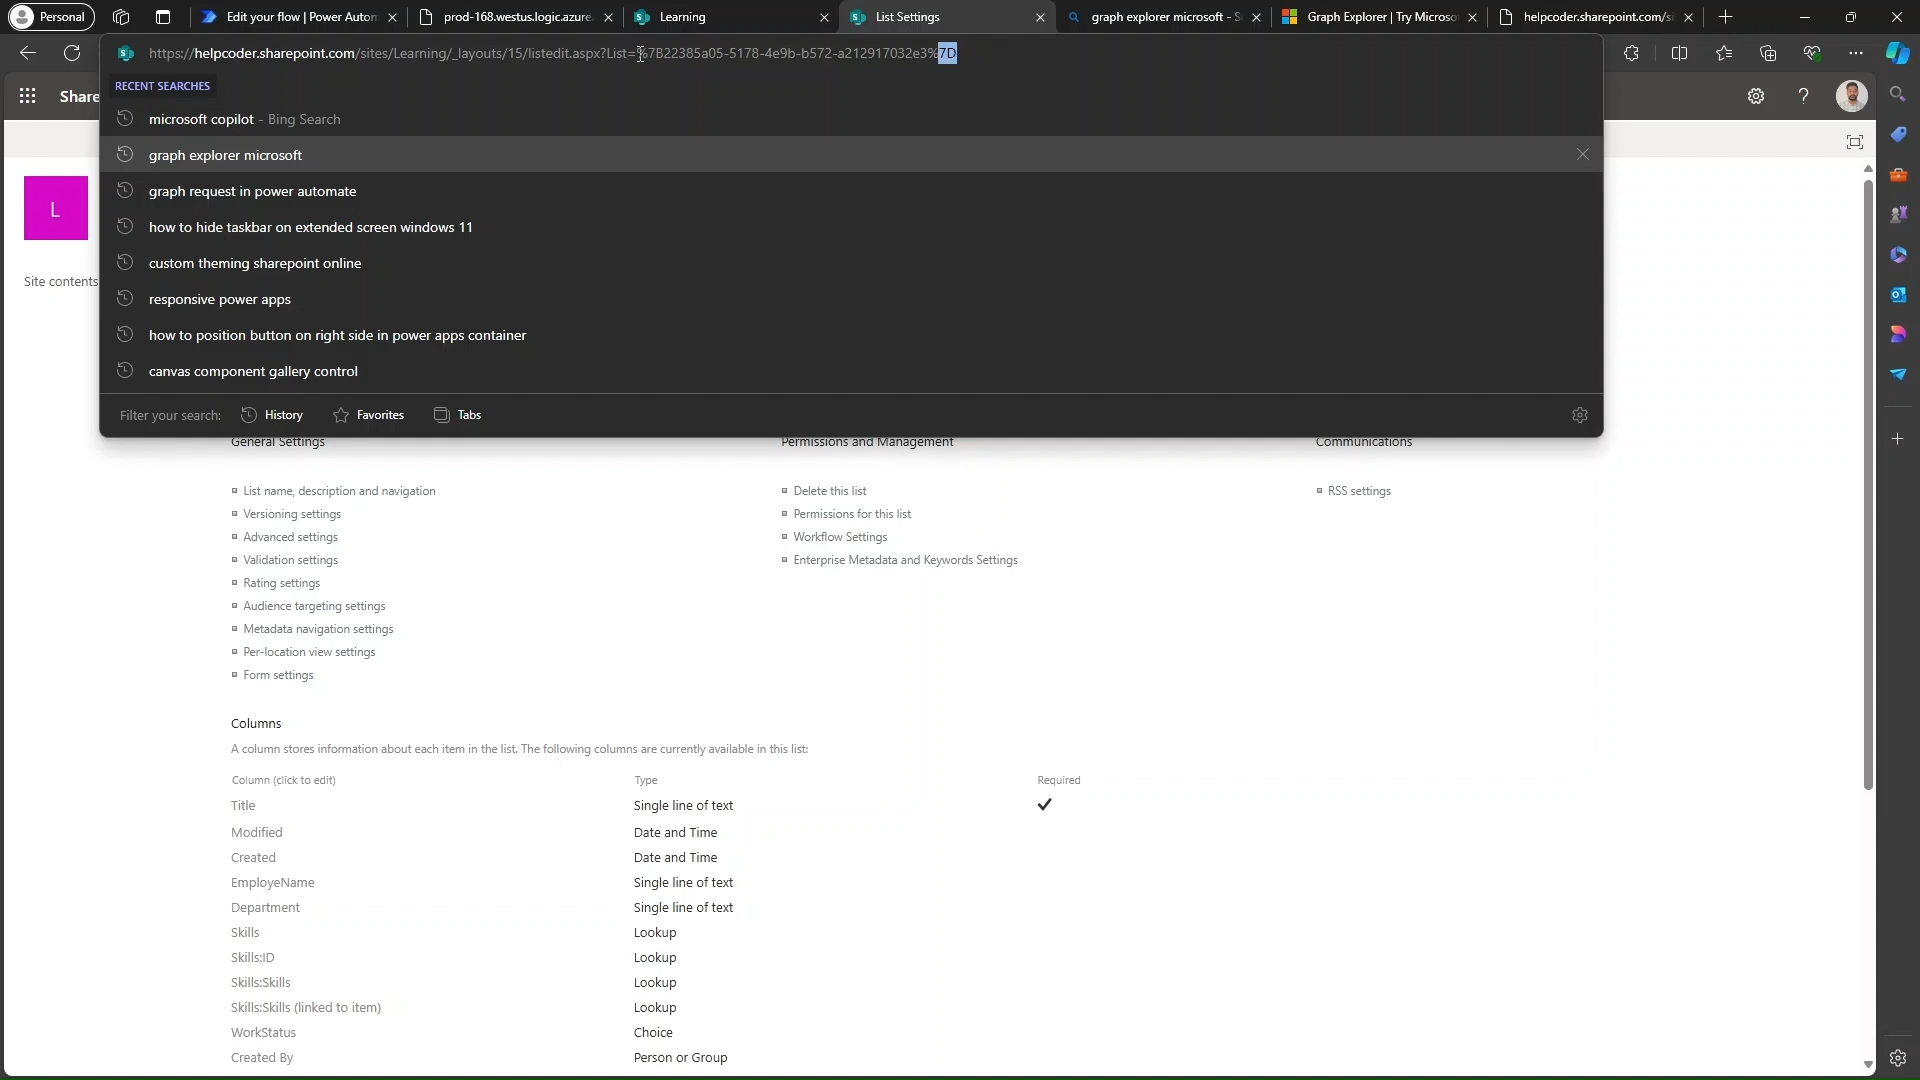 Personal
Edit your flow | Power Autom
prod-168.westus.logic.azure.
Learning
List Settings
graph explorer microsoft - S
Graph Explorer | Try Microso
helpcoder.sharepoint.com/si
https://helpcoder.sharepoint.com/sites/Learning/_layouts/15/listedit.aspx?List=%7B22385a05-5178-4e9b-b572-a212917032e3%7D
Share
?
RECENT SEARCHES
microsoft copilot - Bing Search
graph explorer microsoft
graph request in power automate
how to hide taskbar on extended screen windows 11
custom theming sharepoint online
responsive power apps
how to position button on right side in power apps container
canvas component gallery control
Filter your search: History Favorites Tabs
L
Site contents
General Settings
Permissions and Management
Communications
List name, description and navigation
Versioning settings
Advanced settings
Validation settings
Rating settings
Audience targeting settings
Metadata navigation settings
Per-location view settings
Form settings
Delete this list
Permissions for this list
Workflow Settings
Enterprise Metadata and Keywords Settings
RSS settings
Columns
A column stores information about each item in the list. The following columns are currently available in this list:
Column (click to edit) Type Required
Title Single line of text
Modified Date and Time
Created Date and Time
EmployeName Single line of text
Department Single line of text
Skills Lookup
Skills:ID Lookup
Skills:Skills Lookup
Skills:Skills (linked to item) Lookup
WorkStatus Choice
Created By Person or Group